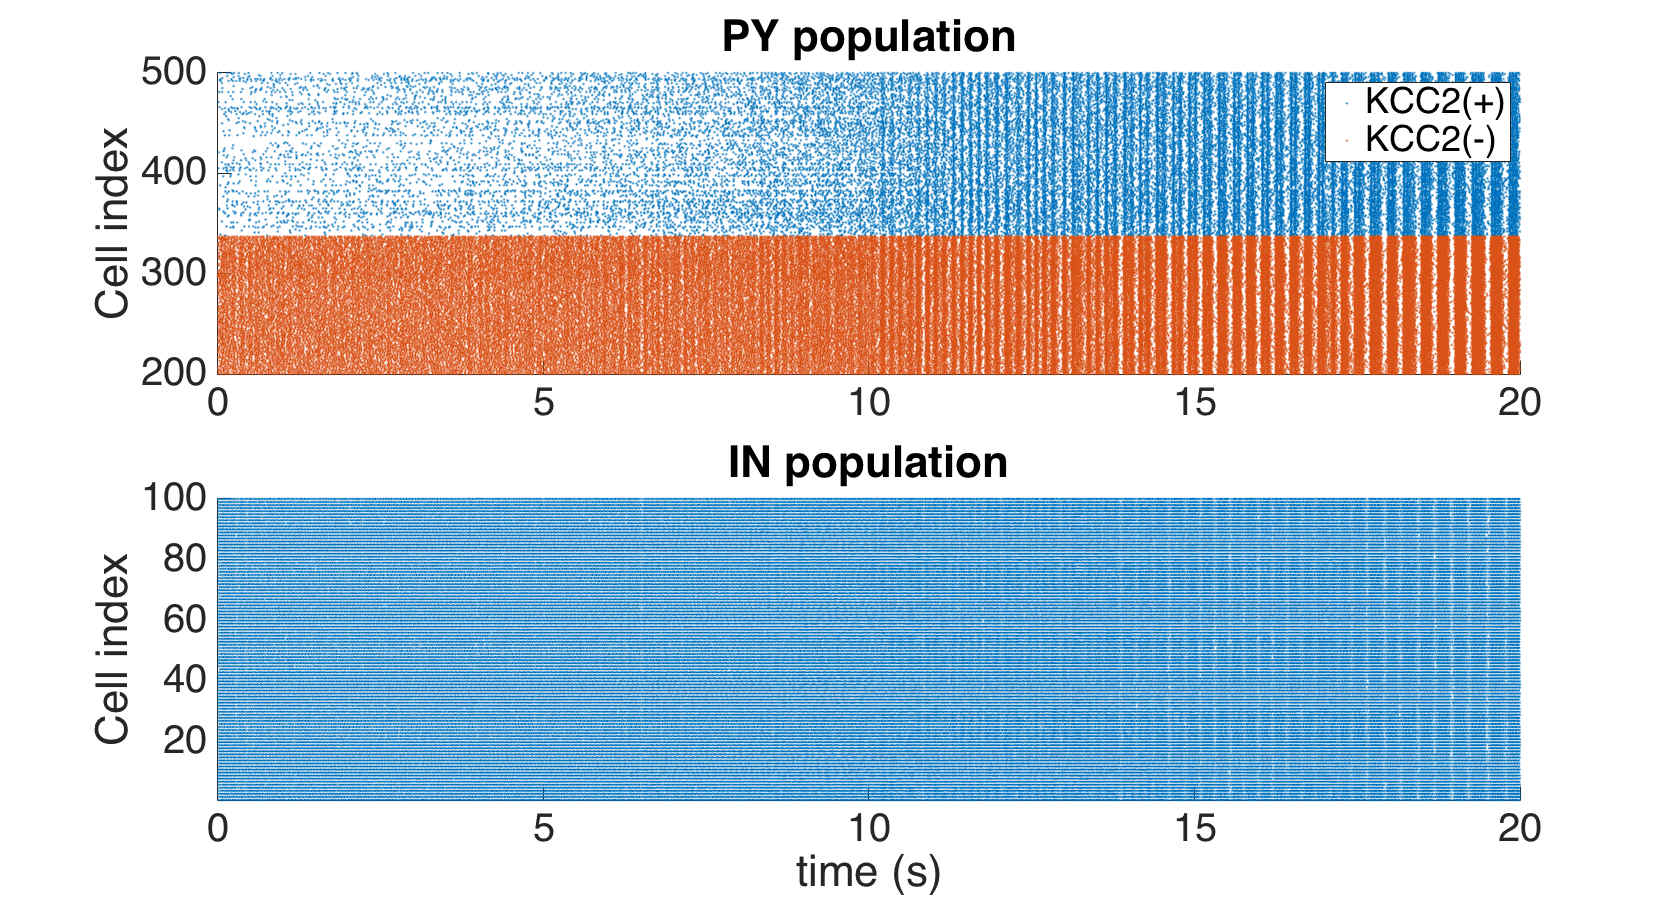 PY population
500
400
300
200
Cell index
KCC2(+)
KCC2(-)
0 5 10 15 20
IN population
100
80
60
40
20
Cell index
0 5 10 15 20
time (s)